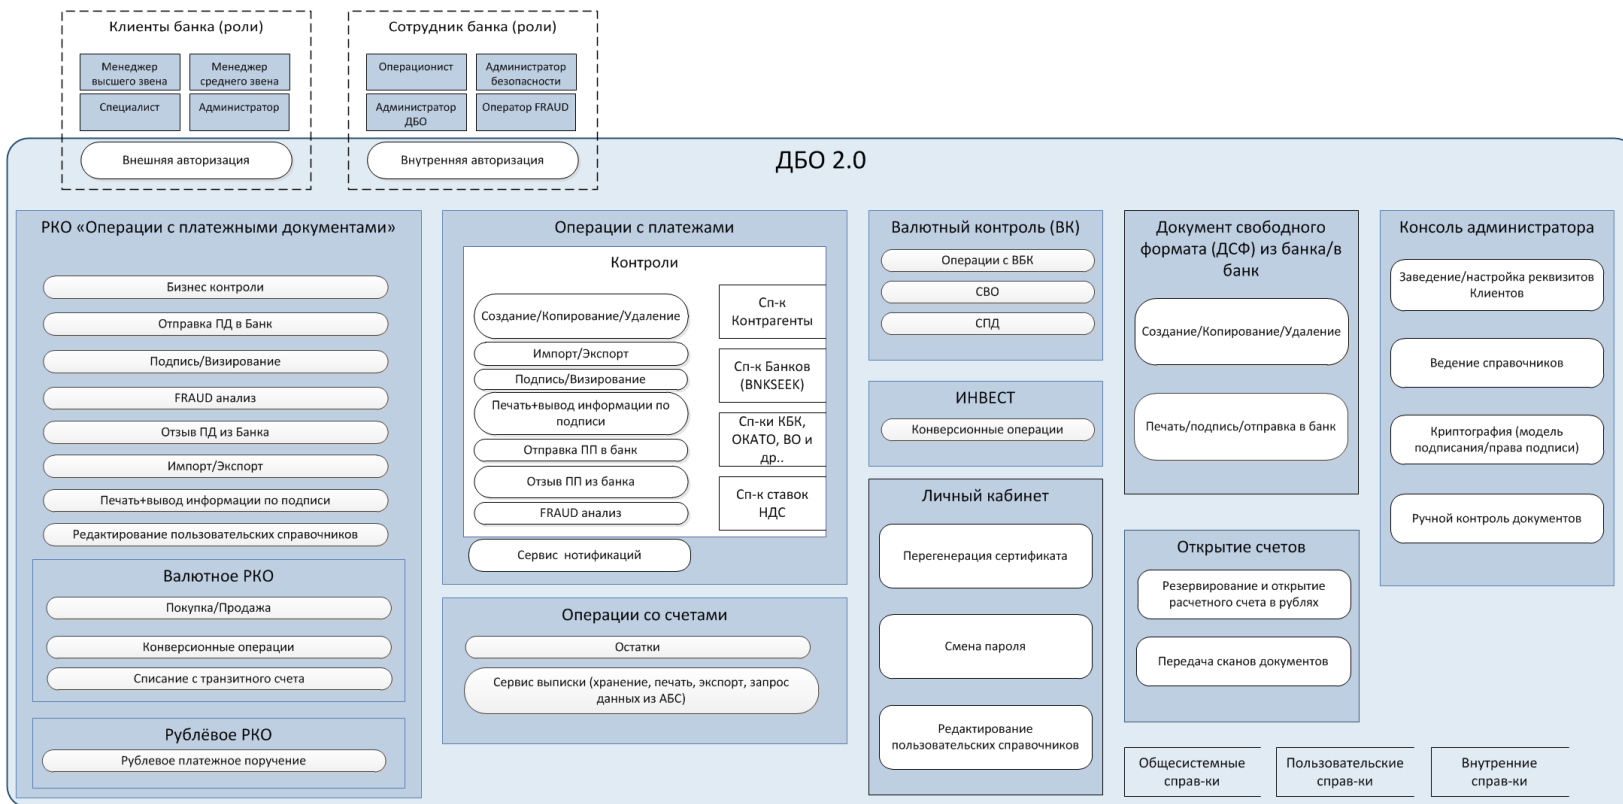 Клиенты банка (роли)
Менеджер
высшего звена
Менеджер
среднего звена
Специалист
Администратор
Внешняя авторизация
Сотрудник банка (роли)
Операционист
Администратор
безопасности
Администратор
ДБО
Оператор FRAUD
Внутренняя авторизация
ДБО 2.0
РКО «Операции с платежными документами»
Бизнес контроли
Отправка ПД в Банк
Подпись/Визирование
FRAUD анализ
Отзыв ПД из Банка
Импорт/Экспорт
Печать+вывод информации по подписи
Редактирование пользовательских справочников
Валютное РКО
Покупка/Продажа
Конверсионные операции
Списание с транзитного счета
Рублёвое РКО
Рублевое платежное поручение
Операции с платежами
Контроли
Создание/Копирование/Удаление
Импорт/Экспорт
Подпись/Визирование
Печать+вывод информации по
подписи
Отправка ПП в банк
Отзыв ПП из банка
FRAUD анализ
Сп-к
Контрагенты
Сп-к Банков
(BNKSEEK)
Сп-ки КБК,
ОКАТО, ВО и
др..
Сп-к ставок
НДС
Сервис нотификаций
Операции со счетами
Остатки
Сервис выписки (хранение, печать, экспорт, запрос
данных из АБС)
Валютный контроль (ВК)
Операции с ВБК
СВО
СПД
ИНВЕСТ
Конверсионные операции
Личный кабинет
Перегенерация сертификата
Смена пароля
Редактирование
пользовательских справочников
Документ свободного
формата (ДСФ) из банка/в
банк
Создание/Копирование/Удаление
Печать/подпись/отправка в банк
Открытие счетов
Резервирование и открытие
расчетного счета в рублях
Передача сканов документов
Консоль администратора
Заведение/настройка реквизитов
Клиентов
Ведение справочников
Криптография (модель
подписания/права подписи)
Ручной контроль документов
Общесистемные
справ-ки
Пользовательские
справ-ки
Внутренние
справ-ки